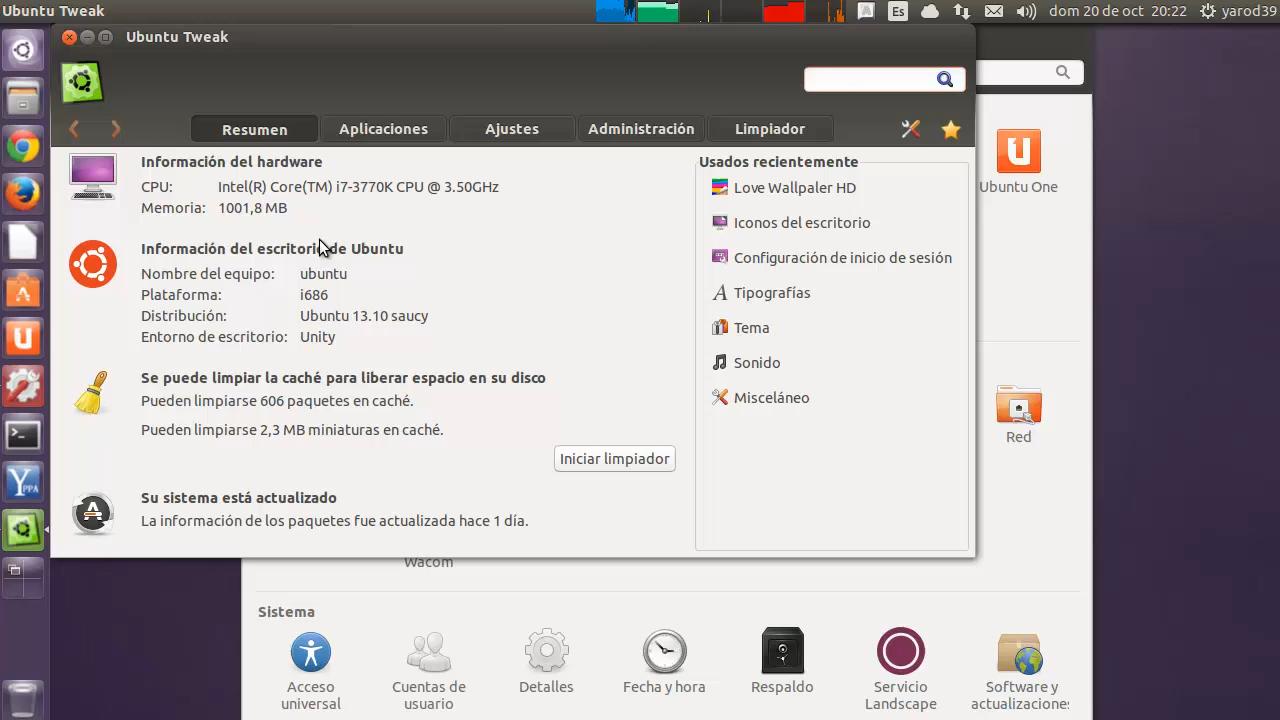 Ubuntu Tweak
Es
dom 20 de oct 20:22
yarod39
Ubuntu Tweak
Resumen
Aplicaciones
Ajustes
Administración
Limpiador
Información del hardware
CPU: Intel(R) Core(TM) i7-3770K CPU @ 3.50GHz
Memoria: 1001,8 MB
Información del escritorio de Ubuntu
Nombre del equipo: ubuntu
Plataforma: i686
Distribución: Ubuntu 13.10 saucy
Entorno de escritorio: Unity
Se puede limpiar la caché para liberar espacio en su disco
Pueden limpiarse 606 paquetes en caché.
Pueden limpiarse 2,3 MB miniaturas en caché.
Iniciar limpiador
Su sistema está actualizado
La información de los paquetes fue actualizada hace 1 día.
Usados recientemente
Love Wallpaler HD
Iconos del escritorio
Configuración de inicio de sesión
Tipografías
Tema
Sonido
Misceláneo
Ubuntu One
Red
Wacom
Sistema
Acceso
universal
Cuentas de
usuario
Detalles
Fecha y hora
Respaldo
Servicio
Landscape
Software y
actualizaciones
YPPA